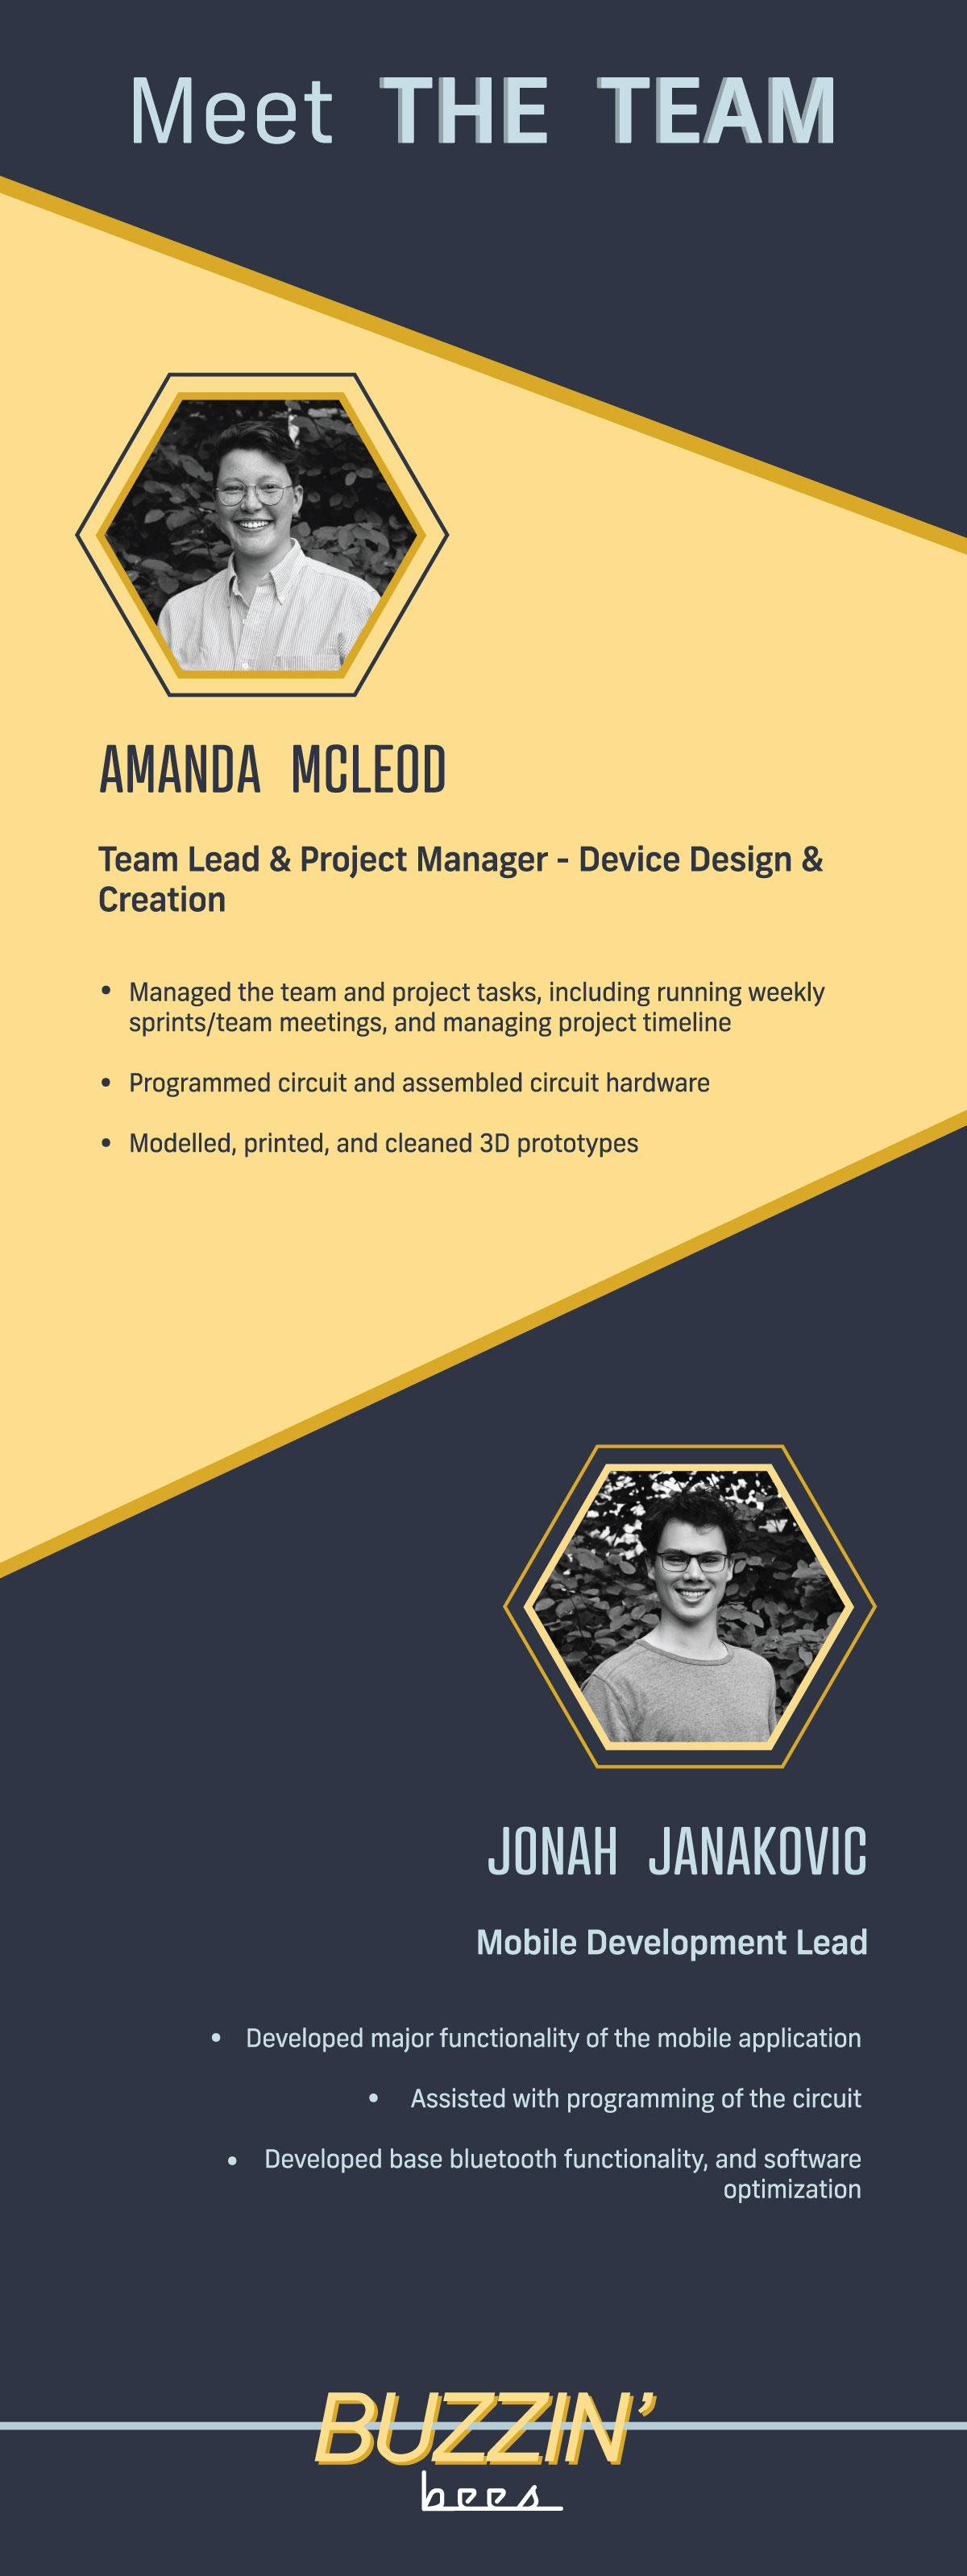 Meet THE TEAM
AMANDA MCLEOD
Team Lead & Project Manager - Device Design &
Creation
• Managed the team and project tasks, including running weekly
sprints/team meetings, and managing project timeline
• Programmed circuit and assembled circuit hardware
• Modelled, printed, and cleaned 3D prototypes
JONAH JANAKOVIC
Mobile Development Lead
• Developed major functionality of the mobile application
• Assisted with programming of the circuit
• Developed base bluetooth functionality, and software
optimization
BUZZIN’
bees